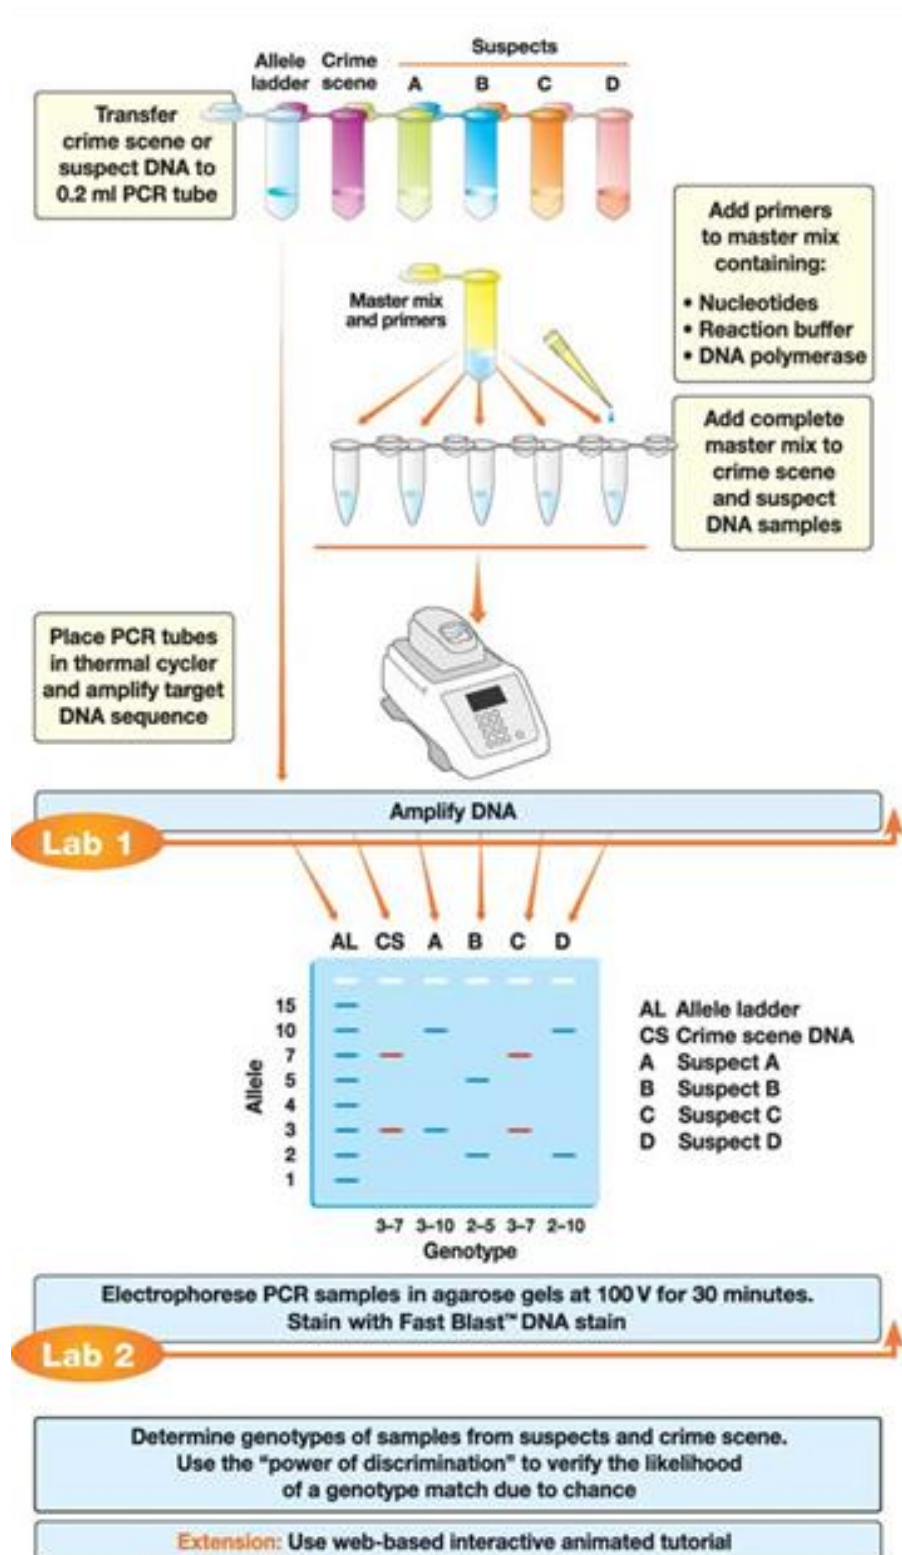 Suspects
Allele ladder
Crime scene
A
B
C
D
Transfer
crime scene or
suspect DNA to
0.2 ml PCR tube
Add primers
to master mix
containing:
• Nucleotides
• Reaction buffer
• DNA polymerase
Master mix
and primers
Add complete
master mix to
crime scene
and suspect
DNA samples
Place PCR tubes
in thermal cycler
and amplify target
DNA sequence
Amplify DNA
Lab 1
AL CS A B C D
Allele
15
10
7
5
4
3
2
1
3–7 3–10 2–5 3–7 2–10
Genotype
AL Allele ladder
CS Crime scene DNA
A Suspect A
B Suspect B
C Suspect C
D Suspect D
Electrophorese PCR samples in agarose gels at 100 V for 30 minutes.
Stain with Fast Blast™ DNA stain
Lab 2
Determine genotypes of samples from suspects and crime scene.
Use the “power of discrimination” to verify the likelihood
of a genotype match due to chance
Extension: Use web-based interactive animated tutorial